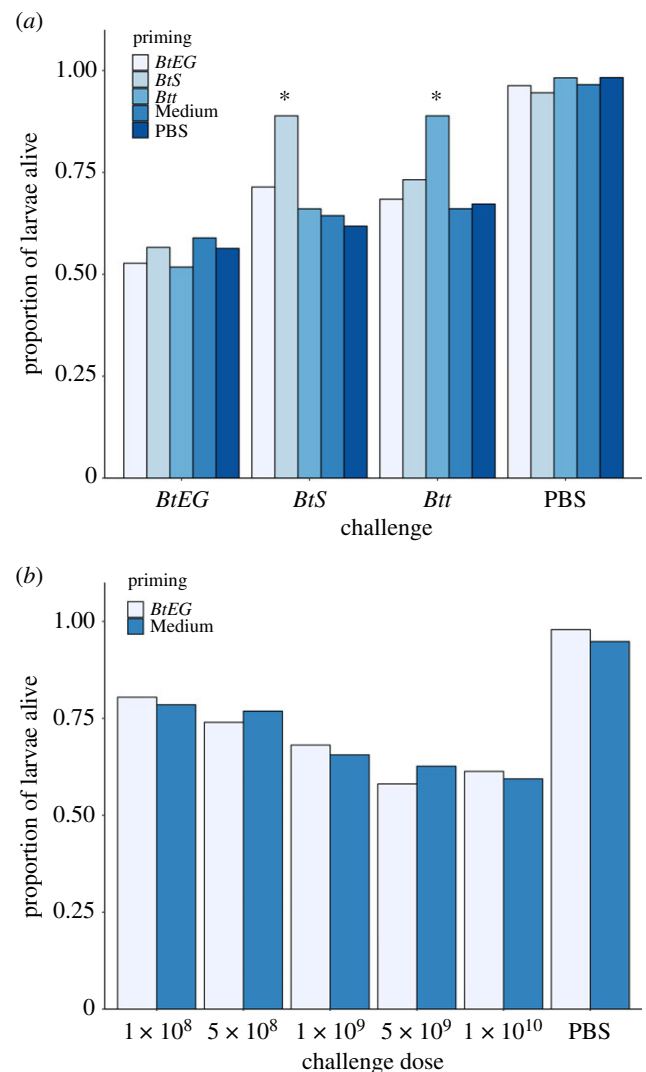 (a)
priming
BtEG
BtS
Btt
Medium
PBS
* *
1.00
0.75
0.50
0.25
0
proportion of larvae alive
BtEG BtS Btt PBS
challenge
(b)
priming
BtEG
Medium
1.00
0.75
0.50
0.25
0
proportion of larvae alive
1 × 10⁸ 5 × 10⁸ 1 × 10⁹ 5 × 10⁹ 1 × 10¹⁰ PBS
challenge dose